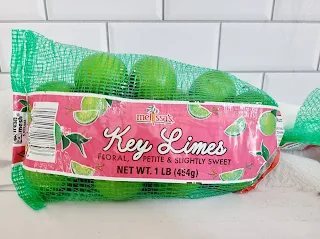 melissa's
Key Limes
FLORAL, PETITE & SLIGHTLY SWEET
NET WT. 1 LB (454g)